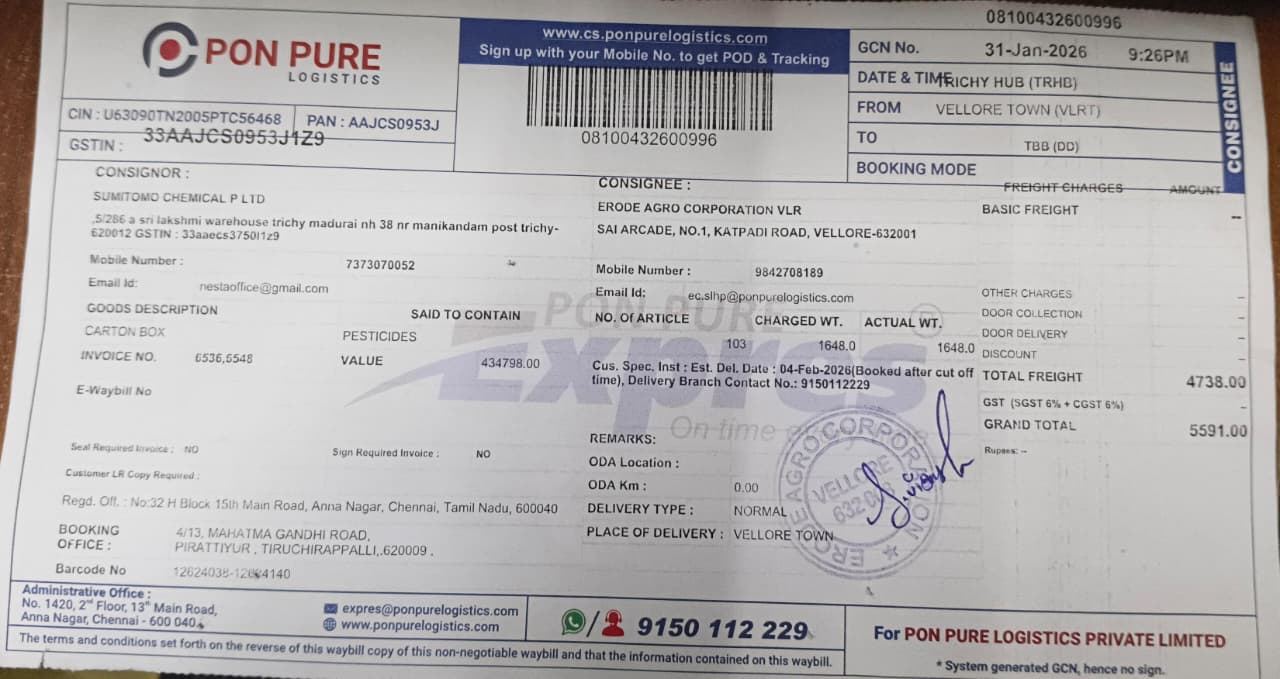 08100432600996
PON PURE
LOGISTICS
www.cs.ponpurelogistics.com
Sign up with your Mobile No. to get POD & Tracking
08100432600996
GCN No. 31-Jan-2026 9:26PM
DATE & TIME TRICHY HUB (TRHB)
FROM VELLORE TOWN (VLRT)
TO TBB (DD)
BOOKING MODE
CONSIGNEE
CIN : U63090TN2005PTC56468 PAN : AAJCS0953J
GSTIN : 33AAJCS0953J1Z9
CONSIGNOR :
SUMITOMO CHEMICAL P LTD
,5/286 a sri lakshmi warehouse trichy madurai nh 38 nr manikandam post trichy-
620012 GSTIN : 33aaecs3750l1z9
Mobile Number : 7373070052
Email Id: nestaoffice@gmail.com
GOODS DESCRIPTION SAID TO CONTAIN
CARTON BOX PESTICIDES
INVOICE NO. 6536,6548 VALUE 434798.00
E-Waybill No
Seal Required Invoice : NO Sign Required Invoice : NO
Customer LR Copy Required :
Regd. Off. : No:32 H Block 15th Main Road, Anna Nagar, Chennai, Tamil Nadu, 600040
BOOKING OFFICE : 4/13, MAHATMA GANDHI ROAD,
PIRATTIYUR , TIRUCHIRAPPALLI,.620009 .
Barcode No
CONSIGNEE :
ERODE AGRO CORPORATION VLR
SAI ARCADE, NO.1, KATPADI ROAD, VELLORE-632001
Mobile Number : 9842708189
Email Id: ec.slhp@ponpurelogistics.com
NO. Of ARTICLE CHARGED WT. ACTUAL WT.
103 1648.0 1648.0
Cus. Spec. Inst : Est. Del. Date : 04-Feb-2026(Booked after cut off
time), Delivery Branch Contact No.: 9150112229
REMARKS:
ODA Location :
ODA Km : 0.00
DELIVERY TYPE : NORMAL
PLACE OF DELIVERY : VELLORE TOWN
PON PURE
Expres
On time
ERODE AGRO CORPORATION
VELLORE
FREIGHT CHARGES AMOUNT
BASIC FREIGHT --
OTHER CHARGES --
DOOR COLLECTION --
DOOR DELIVERY --
DISCOUNT --
TOTAL FREIGHT 4738.00
GST (SGST 6% + CGST 6%) --
GRAND TOTAL 5591.00
Rupees: --
Administrative Office :
No. 1420, 2nd Floor, 13th Main Road,
Anna Nagar, Chennai - 600 040.
expres@ponpurelogistics.com
www.ponpurelogistics.com
9150 112 229
The terms and conditions set forth on the reverse of this waybill copy of this non-negotiable waybill and that the information contained on this waybill.
For PON PURE LOGISTICS PRIVATE LIMITED
* System generated GCN, hence no sign.